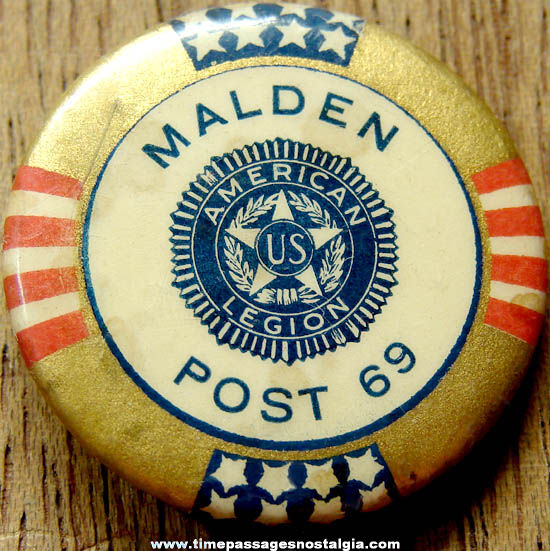 MALDEN
AMERICAN
US
LEGION
POST 69
www.timepassagesnostalgia.com